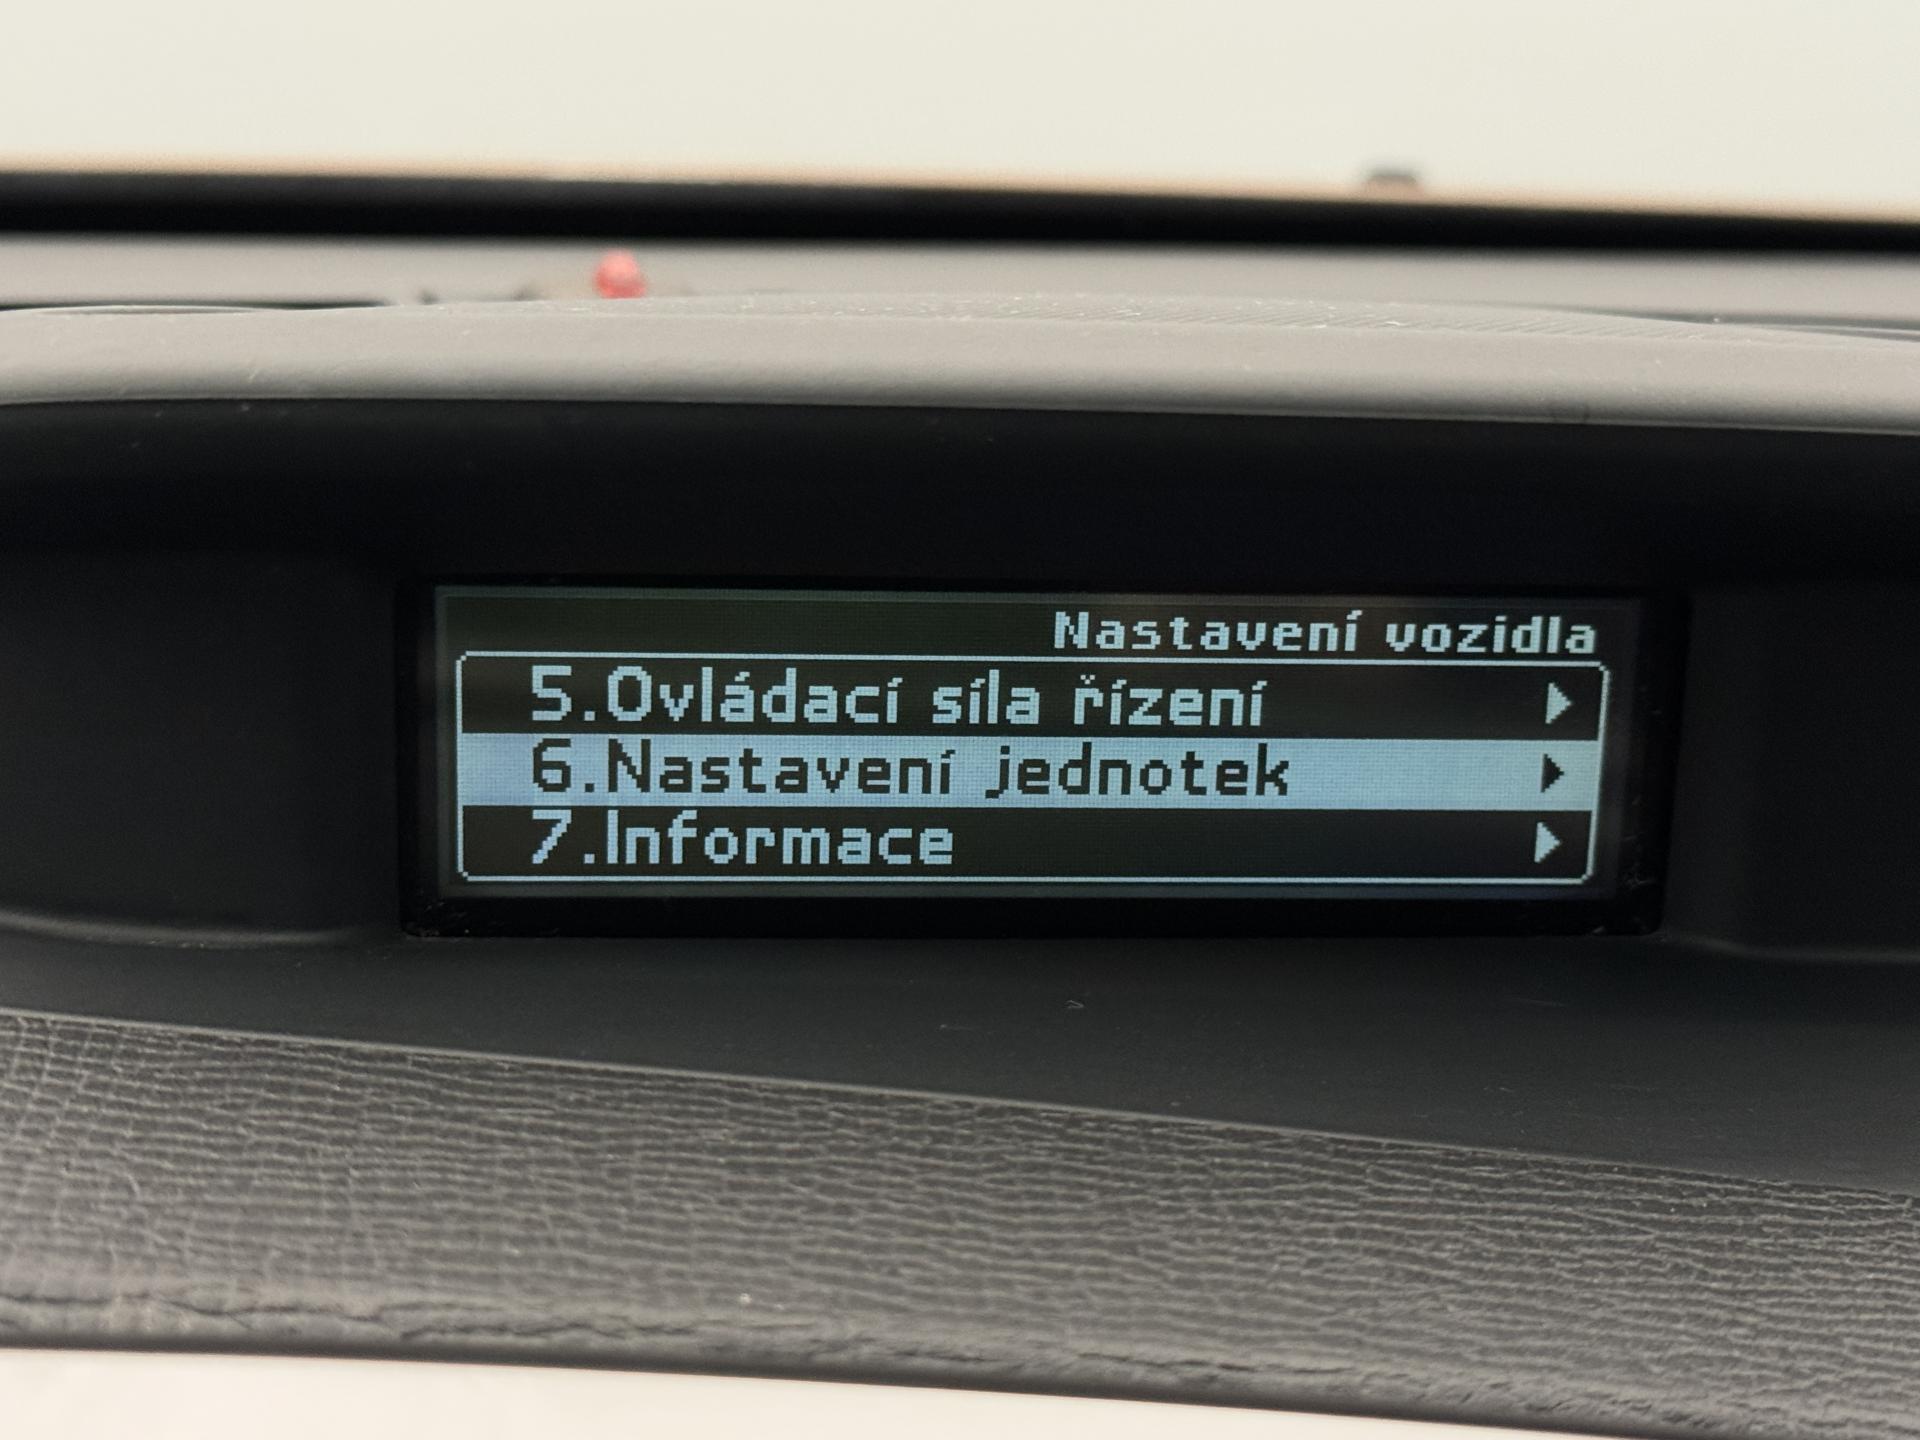 Nastavení vozidla
5.Ovládací síla řízení
6.Nastavení jednotek
7.Informace